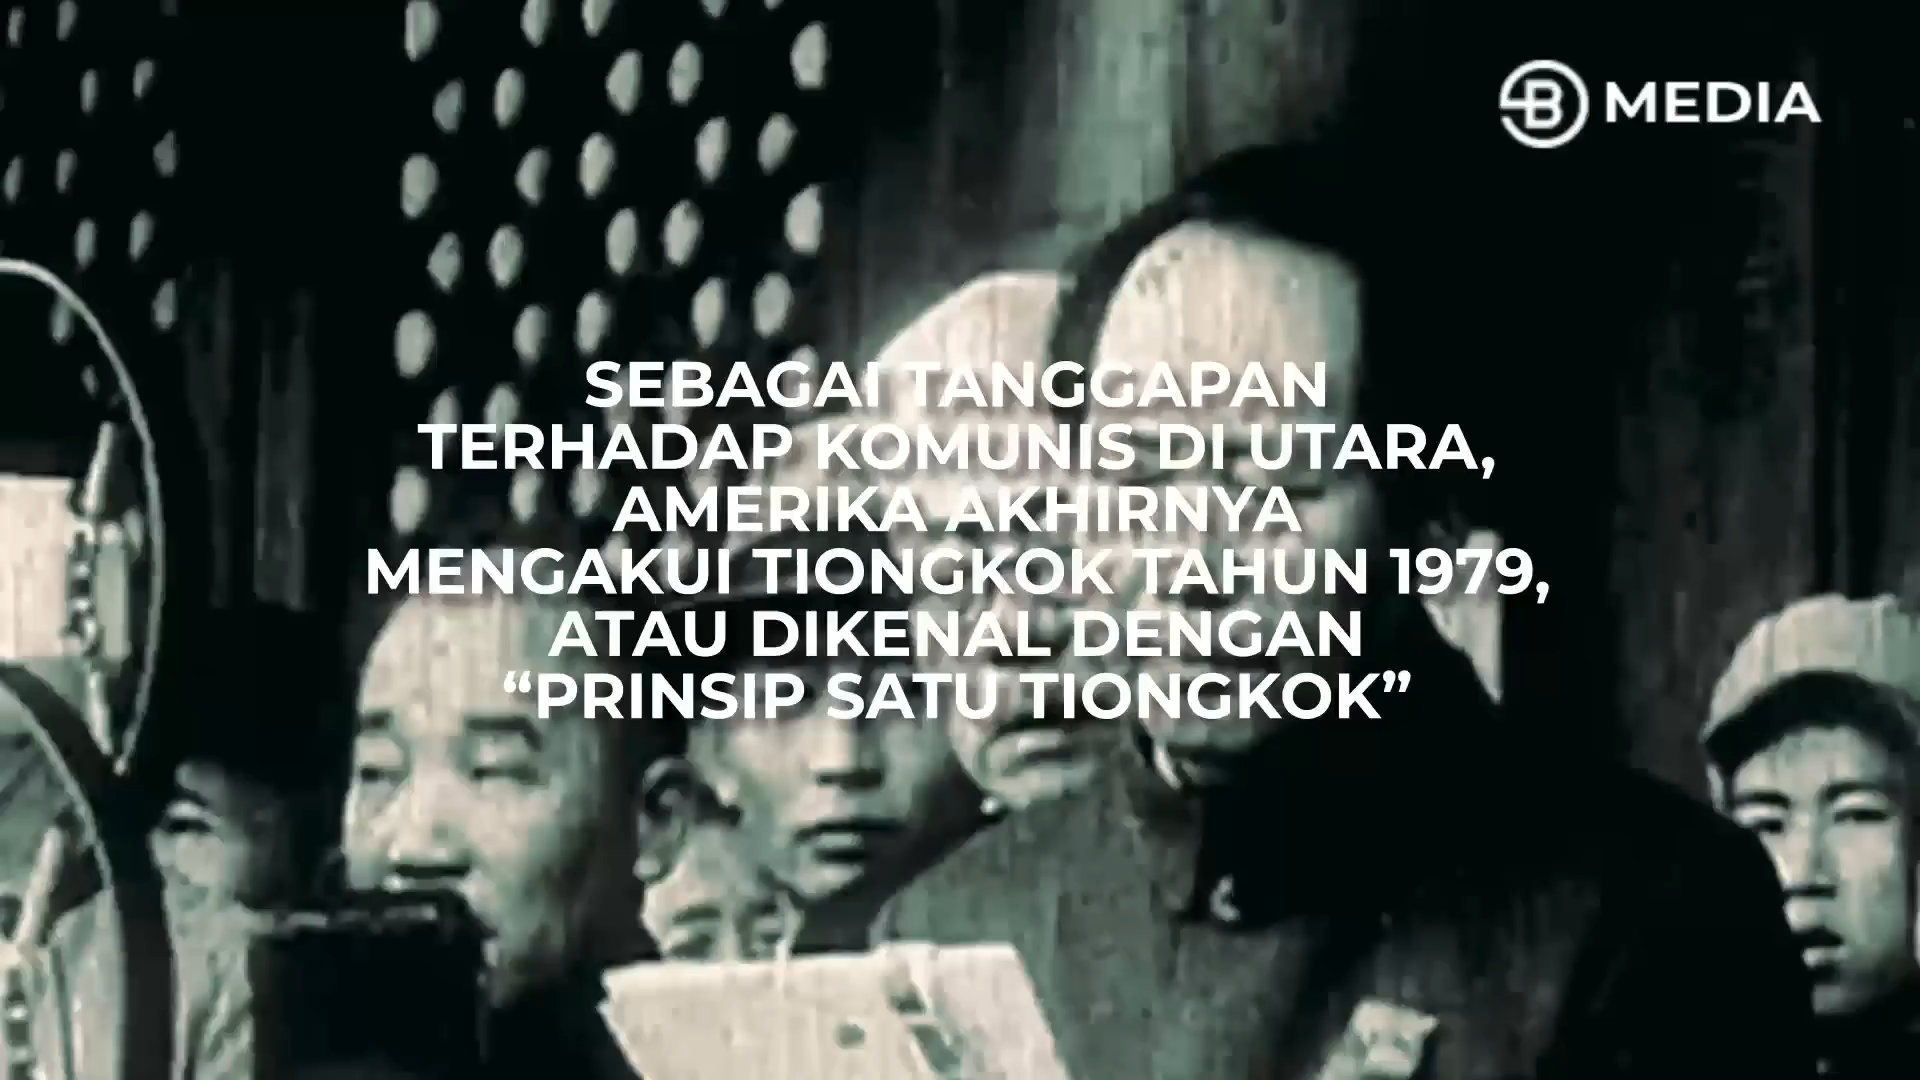 B MEDIA
SEBAGAI TANGGAPAN
TERHADAP KOMUNIS DI UTARA,
AMERIKA AKHIRNYA
MENGAKUI TIONGKOK TAHUN 1979,
ATAU DIKENAL DENGAN
“PRINSIP SATU TIONGKOK”